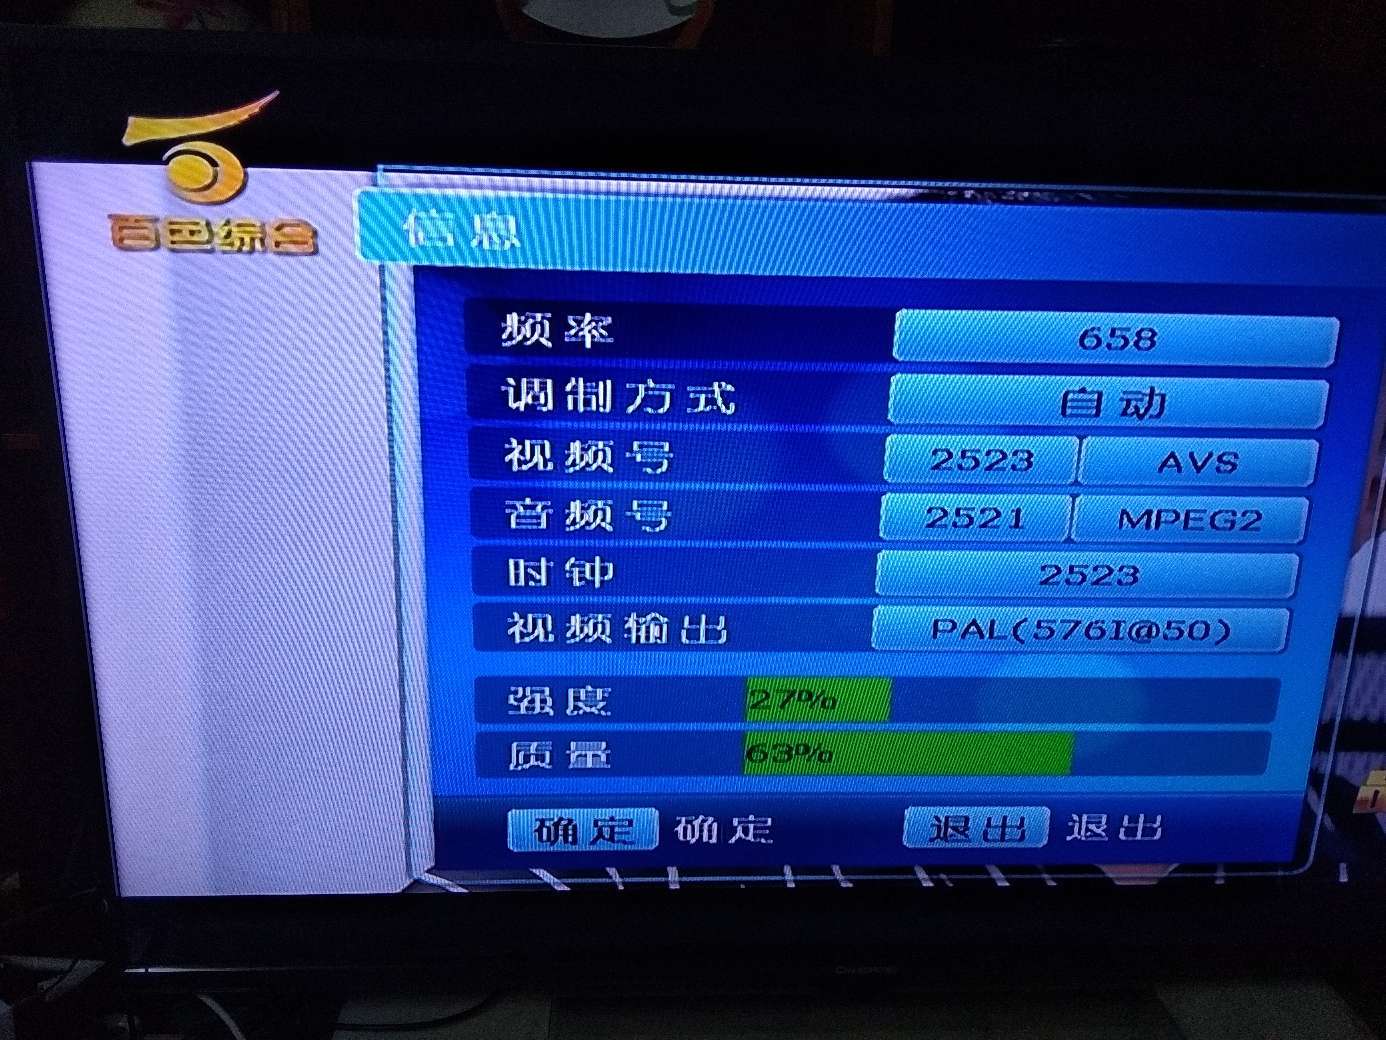 百色综合
信息
频率 658
调制方式 自动
视频号 2523 AVS
音频号 2521 MPEG2
时钟 2523
视频输出 PAL(576I@50)
强度 27%
质量 63%
确定 确定 退出 退出